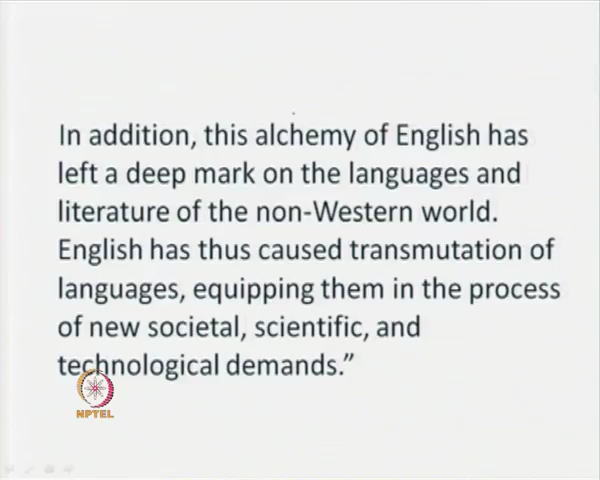 In addition, this alchemy of English has
left a deep mark on the languages and
literature of the non-Western world.
English has thus caused transmutation of
languages, equipping them in the process
of new societal, scientific, and
technological demands.”
NPTEL